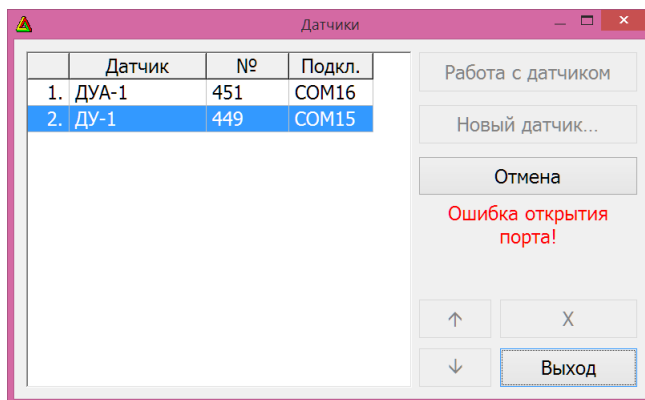 Датчики
Датчик № Подкл.
1. ДУА-1 451 COM16
2. ДУ-1 449 COM15
Работа с датчиком
Новый датчик...
Отмена
Ошибка открытия
порта!
↑ X
↓ Выход